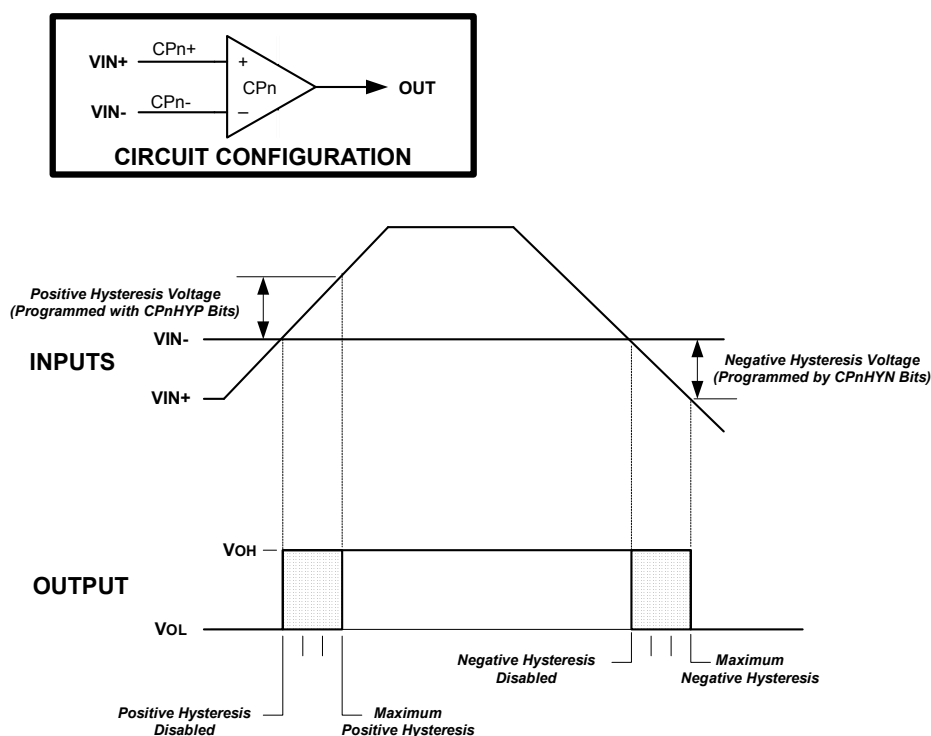 VIN+
CPn+
+
CPn
OUT
VIN-
CPn-
–
CIRCUIT CONFIGURATION
Positive Hysteresis Voltage
(Programmed with CPnHYP Bits)
VIN-
INPUTS
VIN+
Negative Hysteresis Voltage
(Programmed by CPnHYN Bits)
VOH
OUTPUT
VOL
Negative Hysteresis
Disabled
Maximum
Negative Hysteresis
Positive Hysteresis
Disabled
Maximum
Positive Hysteresis